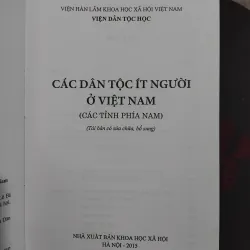 VIỆN HÀN LÂM KHOA HỌC XÃ HỘI VIỆT NAM
VIỆN DÂN TỘC HỌC
CÁC DÂN TỘC ÍT NGƯỜI
Ở VIỆT NAM
(CÁC TỈNH PHÍA NAM)
(Tái bản có sửa chữa, bổ sung)
NHÀ XUẤT BẢN KHOA HỌC XÃ HỘI
HÀ NỘI - 2015